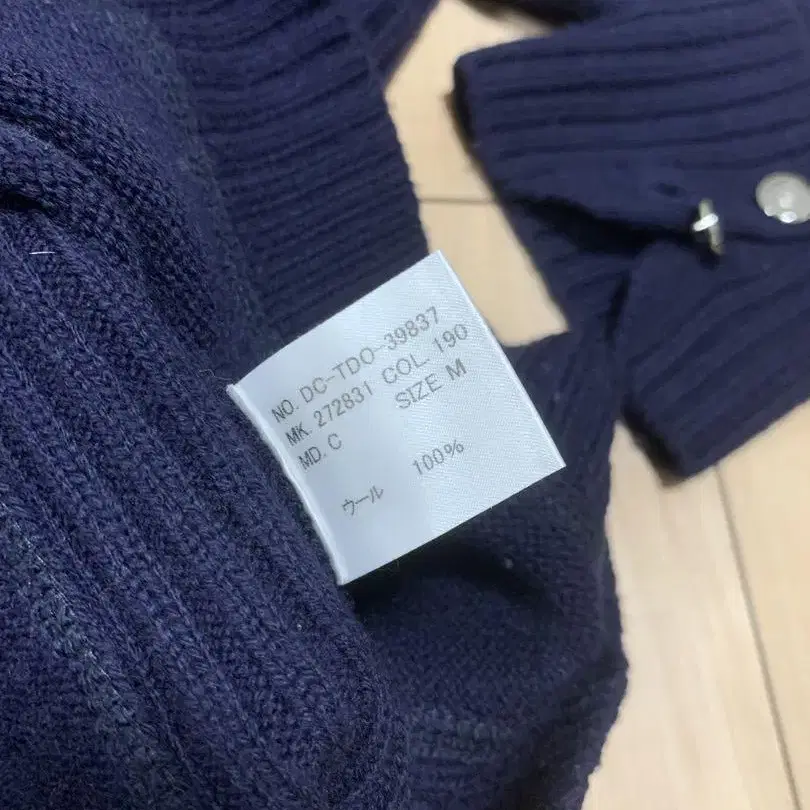 NO. DC-TDO-39837
MK. 272831 COL. 190
MD. C SIZE M
ウール 100%